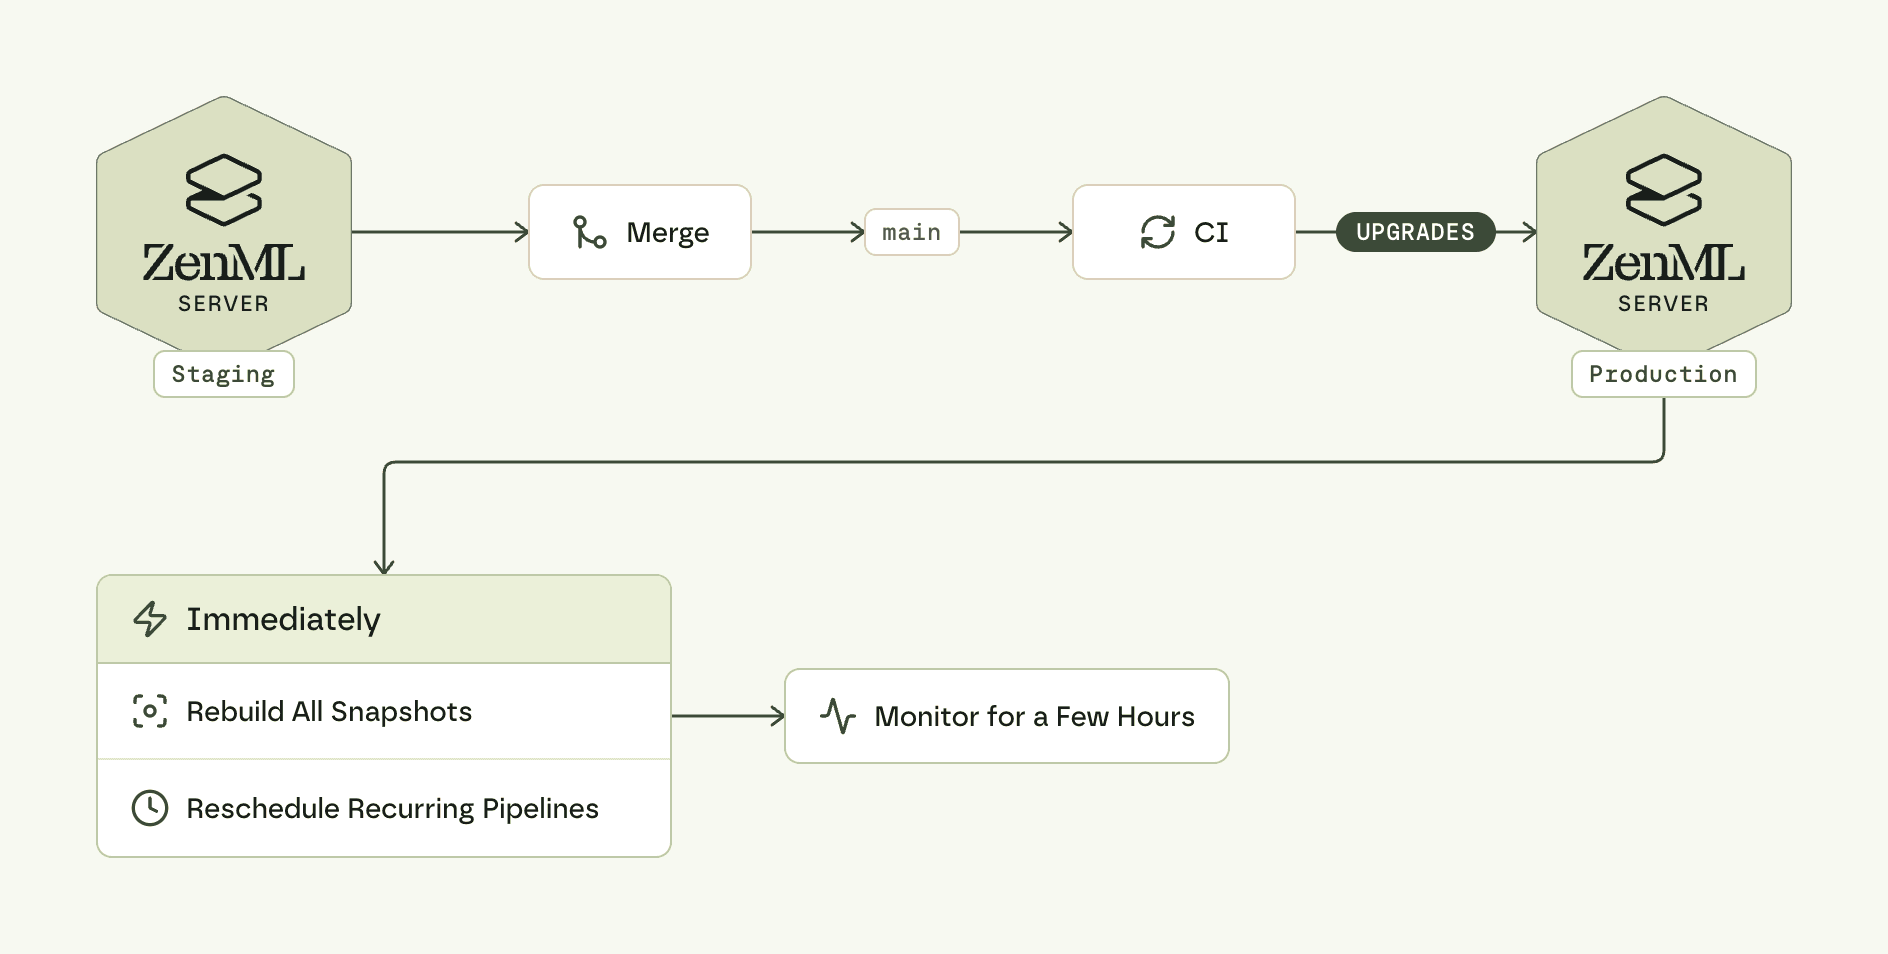 ZenML
SERVER
Staging
Merge
main
CI
UPGRADES
ZenML
SERVER
Production
Immediately
Rebuild All Snapshots
Reschedule Recurring Pipelines
Monitor for a Few Hours